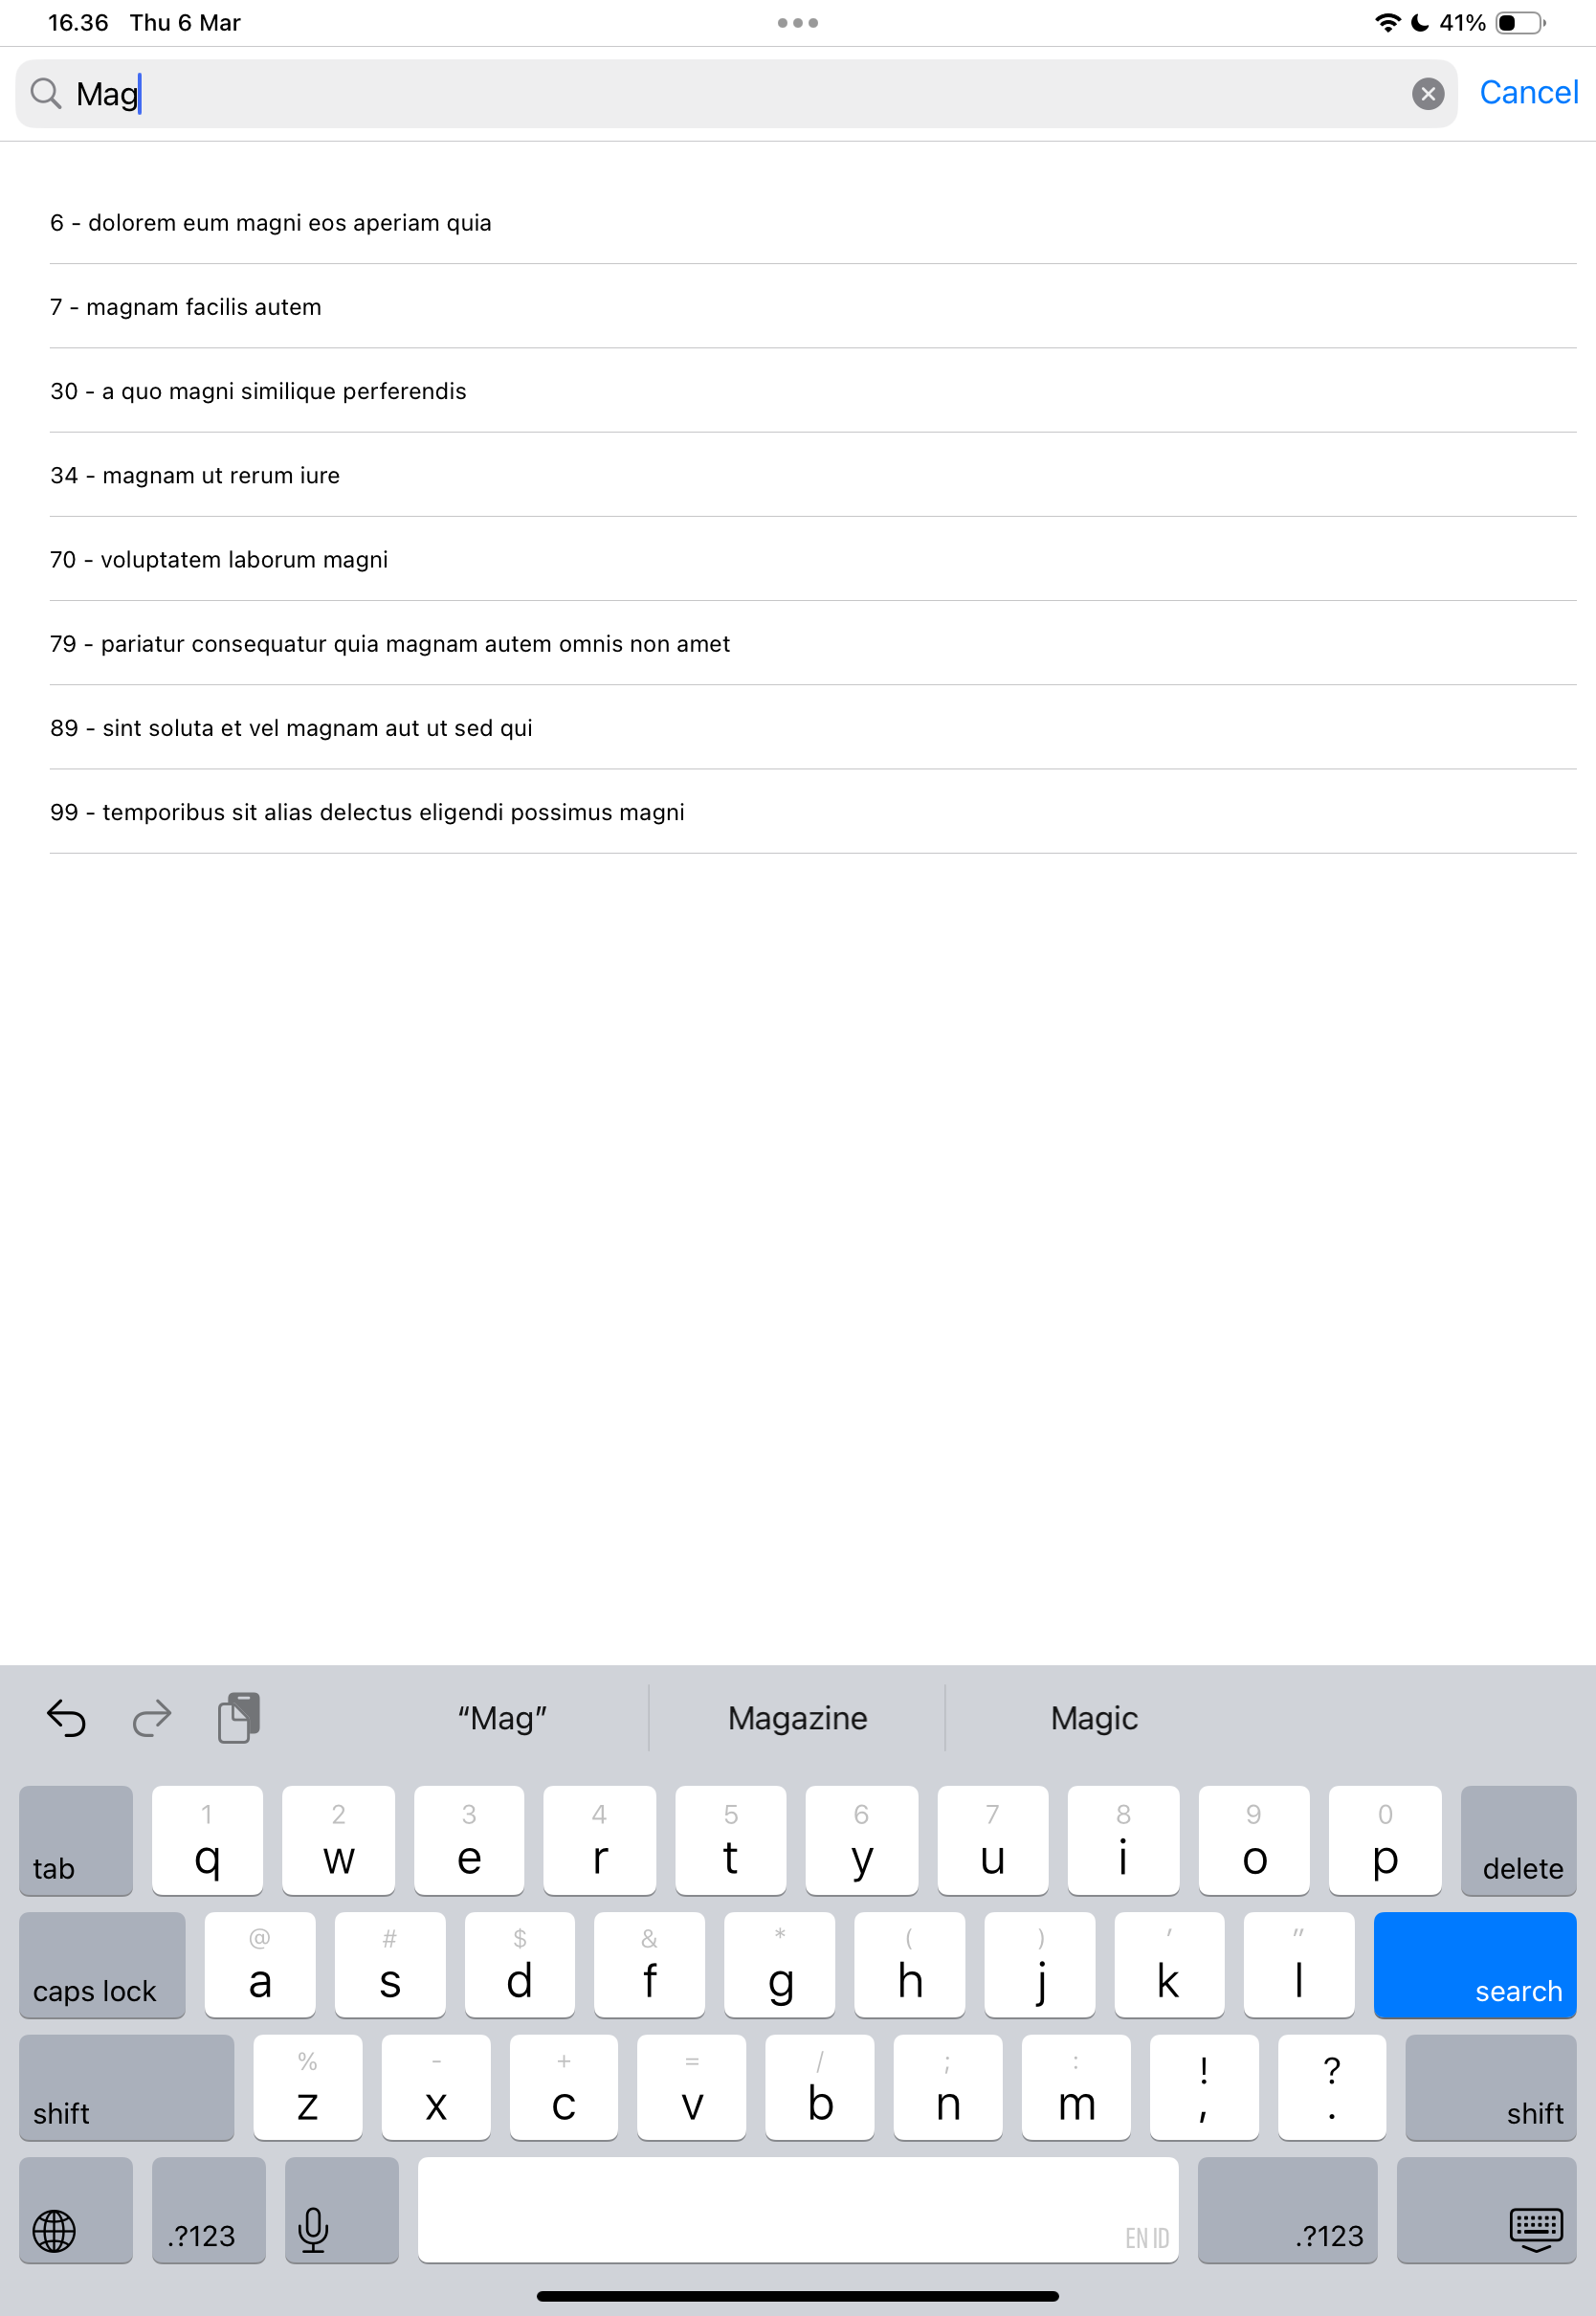 16.36 Thu 6 Mar 41%
Mag Cancel
6 - dolorem eum magni eos aperiam quia
7 - magnam facilis autem
30 - a quo magni similique perferendis
34 - magnam ut rerum iure
70 - voluptatem laborum magni
79 - pariatur consequatur quia magnam autem omnis non amet
89 - sint soluta et vel magnam aut ut sed qui
99 - temporibus sit alias delectus eligendi possimus magni
“Mag” Magazine Magic
1 2 3 4 5 6 7 8 9 0
tab q w e r t y u i o p delete
@ # $ & * ( ) ' "
caps lock a s d f g h j k l search
% - + = / ; : ! ?
shift z x c v b n m , . shift
.?123 EN ID .?123